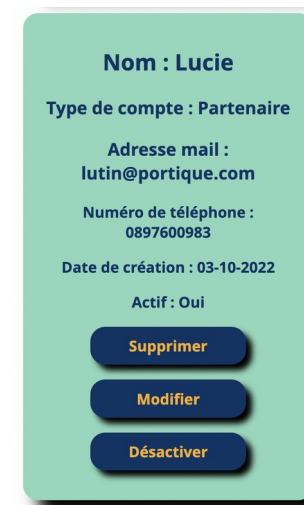 Nom : Lucie
Type de compte : Partenaire
Adresse mail :
lutin@portique.com
Numéro de téléphone :
0897600983
Date de création : 03-10-2022
Actif : Oui
Supprimer
Modifier
Désactiver